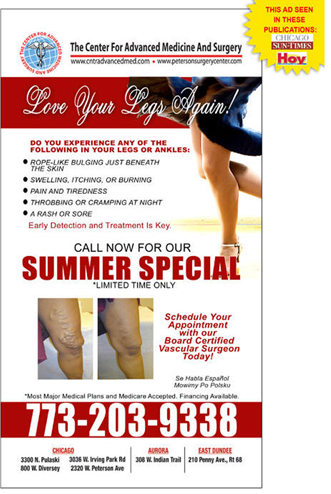 THIS AD SEEN
IN THESE
PUBLICATIONS:
CHICAGO
SUN-TIMES
Hoy
The Center For Advanced Medicine And Surgery
www.cntradvancedmed.com • www.petersonsurgerycenter.com
Love Your Legs Again!
DO YOU EXPERIENCE ANY OF THE
FOLLOWING IN YOUR LEGS OR ANKLES:
● ROPE-LIKE BULGING JUST BENEATH
THE SKIN
● SWELLING, ITCHING, OR BURNING
● PAIN AND TIREDNESS
● THROBBING OR CRAMPING AT NIGHT
● A RASH OR SORE
Early Detection and Treatment Is Key.
CALL NOW FOR OUR
SUMMER SPECIAL
*LIMITED TIME ONLY
Schedule Your
Appointment
with our
Board Certified
Vascular Surgeon
Today!
Se Habla Español
Mowimy Po Polsku
*Most Major Medical Plans and Medicare Accepted. Financing Available.
773-203-9338
CHICAGO
3300 N. Pulaski 3036 W. Irving Park Rd
800 W. Diversey 2320 W. Peterson Ave
AURORA
308 W. Indian Trail
EAST DUNDEE
210 Penny Ave., Rt 68